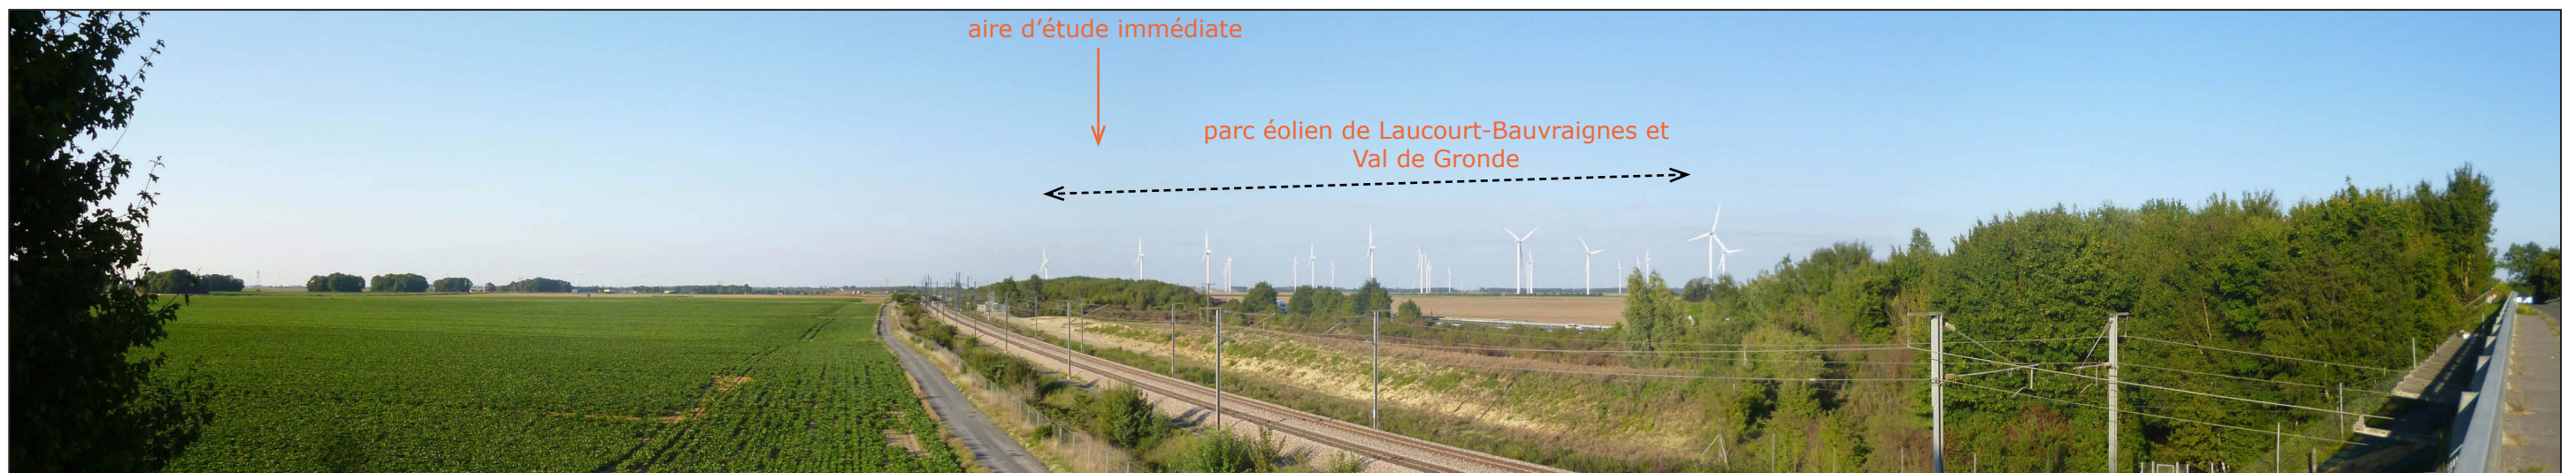 aire d’étude immédiate
parc éolien de Laucourt-Bauvraignes et
Val de Gronde